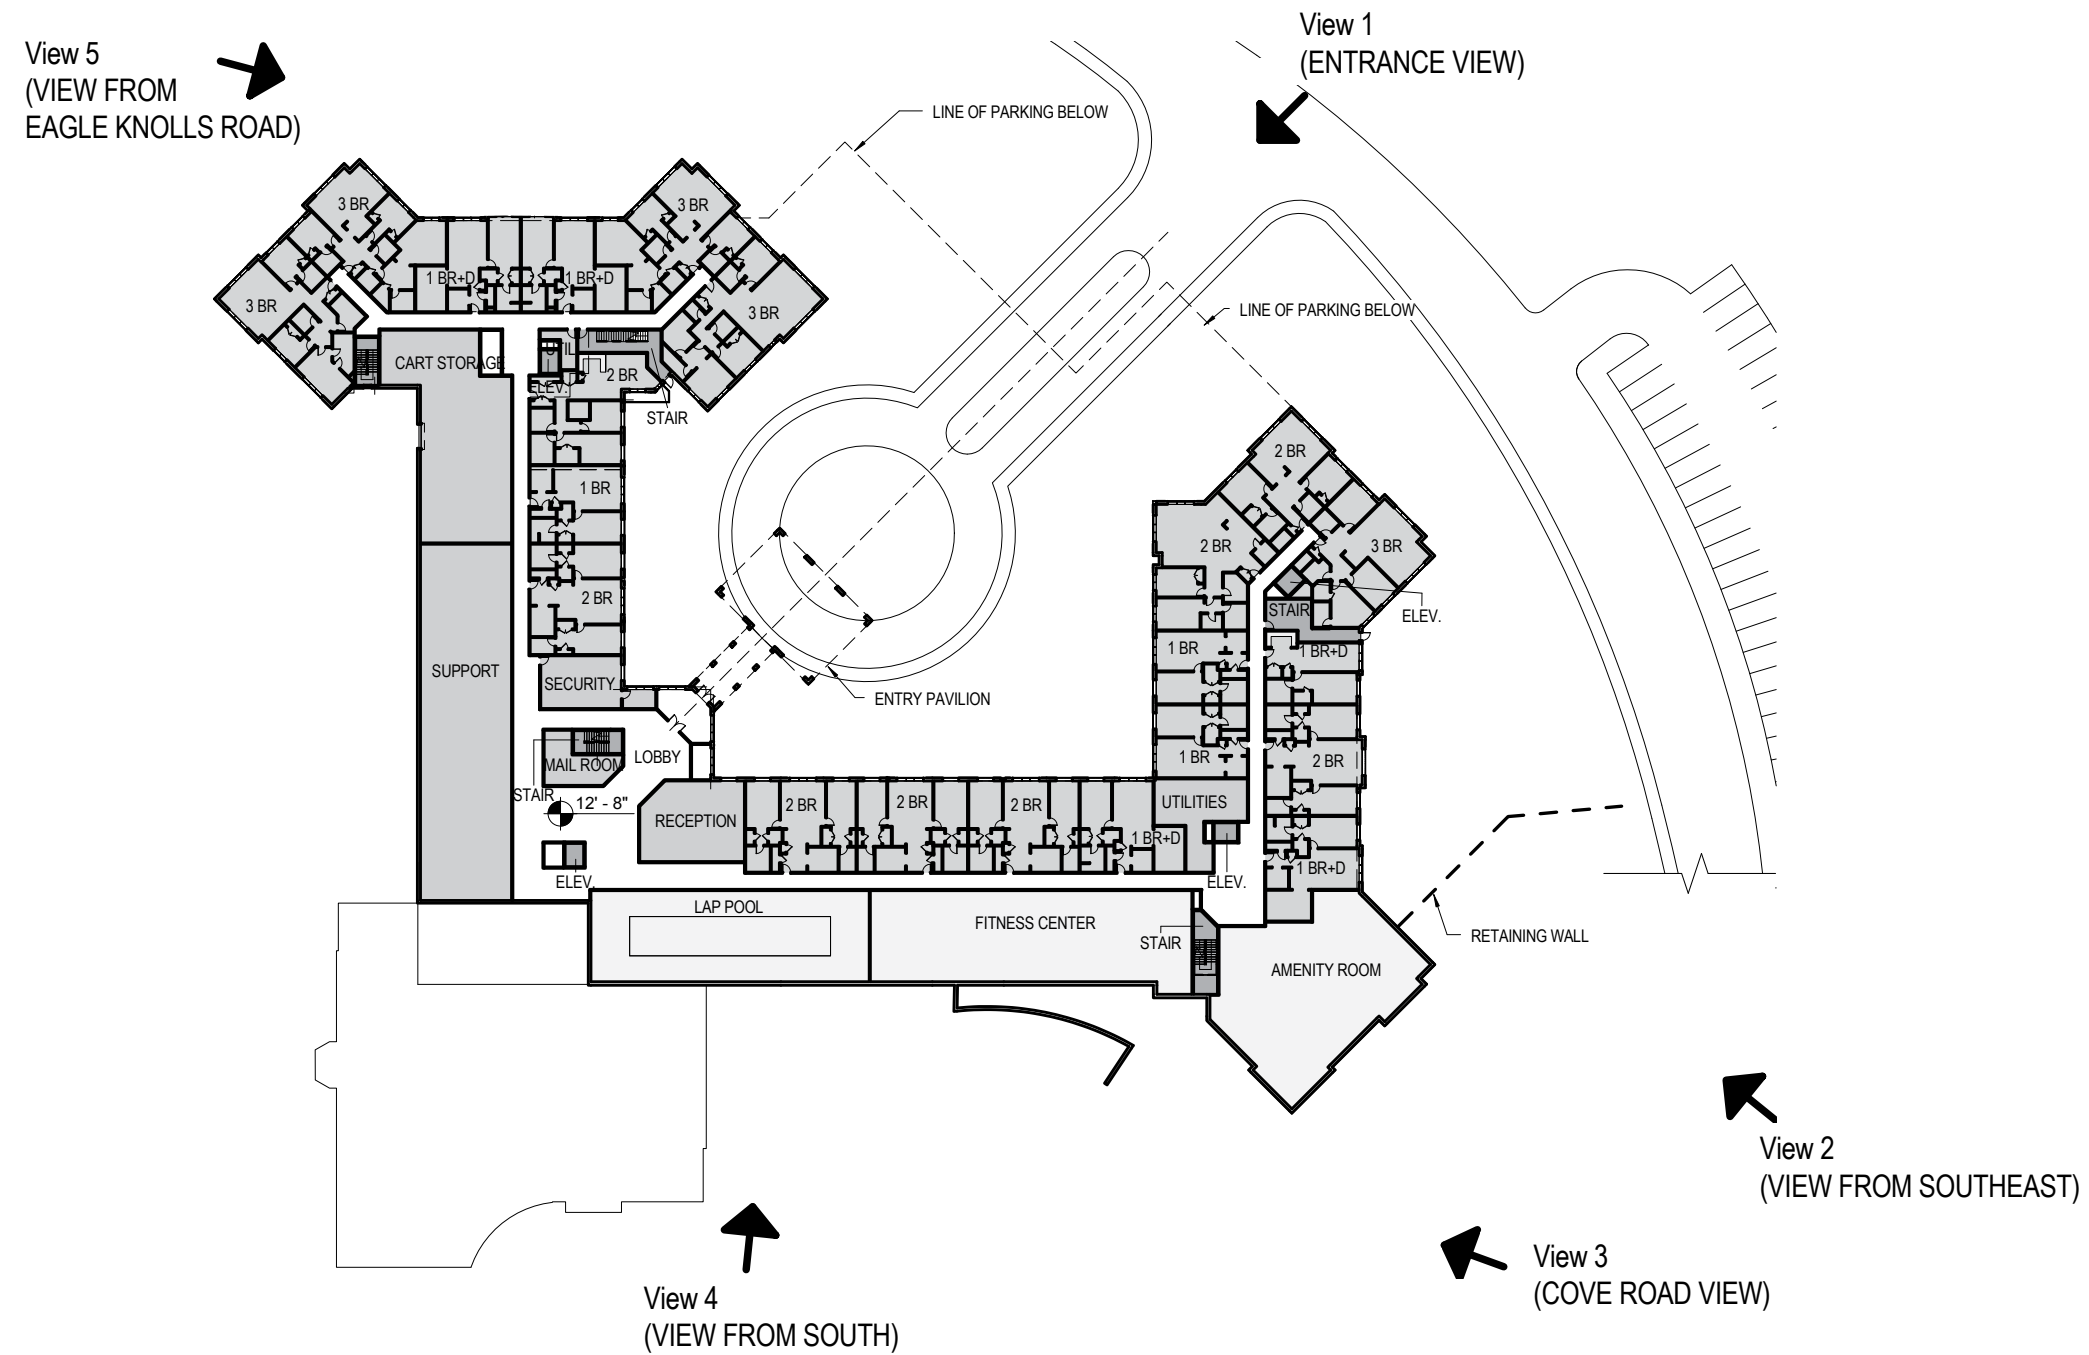 View 1
(ENTRANCE VIEW)
View 5
(VIEW FROM
EAGLE KNOLLS ROAD)
LINE OF PARKING BELOW
3 BR
3 BR
1 BR+D
1 BR+D
3 BR
3 BR
LINE OF PARKING BELOW
CART STORAGE
UTIL
2 BR
ELEV.
STAIR
2 BR
1 BR
2 BR
3 BR
2 BR
STAIR
ELEV.
1 BR
1 BR+D
SUPPORT
SECURITY
ENTRY PAVILION
LOBBY
MAIL ROOM
1 BR
2 BR
STAIR
12' - 8"
2 BR
2 BR
2 BR
UTILITIES
RECEPTION
1 BR+D
ELEV.
ELEV.
1 BR+D
LAP POOL
FITNESS CENTER
STAIR
RETAINING WALL
AMENITY ROOM
View 2
(VIEW FROM SOUTHEAST)
View 3
(COVE ROAD VIEW)
View 4
(VIEW FROM SOUTH)